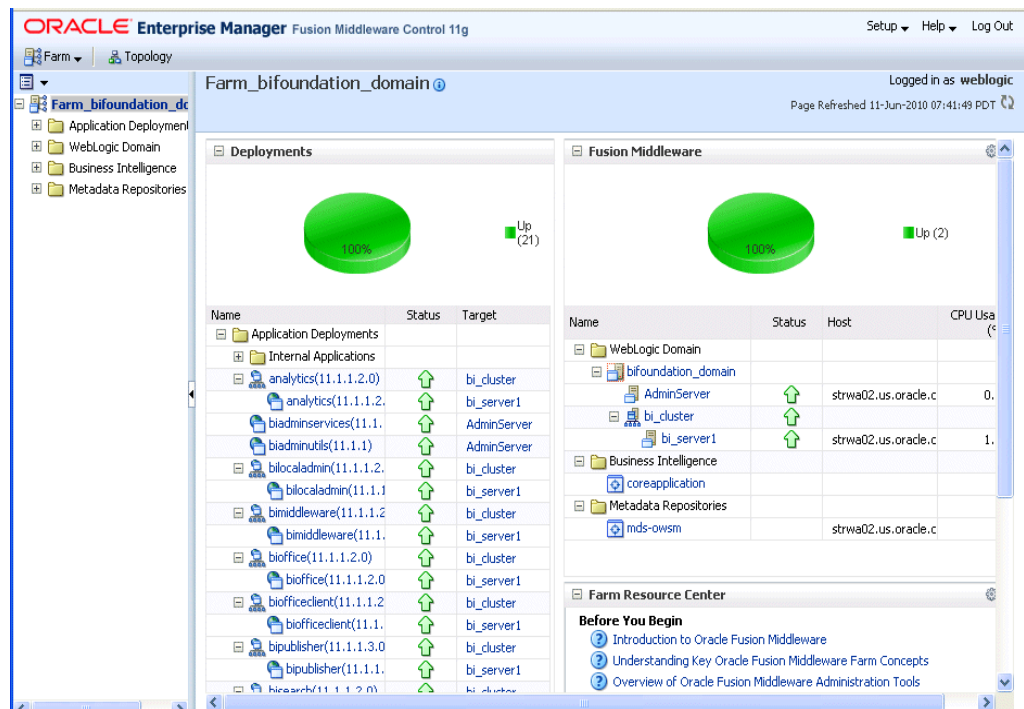 ORACLE Enterprise Manager Fusion Middleware Control 11g
Setup Help Log Out
Farm Topology
Farm_bifoundation_dc
Application Deployment
WebLogic Domain
Business Intelligence
Metadata Repositories
Farm_bifoundation_domain
Logged in as weblogic
Page Refreshed 11-Jun-2010 07:41:49 PDT
Deployments
100%
Up
(21)
Name Status Target
Application Deployments
Internal Applications
analytics(11.1.1.2.0) bi_cluster
analytics(11.1.1.2. bi_server1
biadminservices(11.1. AdminServer
biadminutils(11.1.1) AdminServer
bilocaladmin(11.1.1.2. bi_cluster
bilocaladmin(11.1.1 bi_server1
bimiddleware(11.1.1.2 bi_cluster
bimiddleware(11.1. bi_server1
bioffice(11.1.1.2.0) bi_cluster
bioffice(11.1.1.2.0 bi_server1
biofficeclient(11.1.1.2 bi_cluster
biofficeclient(11.1. bi_server1
bipublisher(11.1.1.3.0 bi_cluster
bipublisher(11.1.1. bi_server1
bisearch(11.1.1.2.0) bi_cluster
Fusion Middleware
100%
Up (2)
Name Status Host CPU Usa
(%
WebLogic Domain
bifoundation_domain
AdminServer strwa02.us.oracle.c 0.
bi_cluster
bi_server1 strwa02.us.oracle.c 1.
Business Intelligence
coreapplication
Metadata Repositories
mds-owsm strwa02.us.oracle.c
Farm Resource Center
Before You Begin
Introduction to Oracle Fusion Middleware
Understanding Key Oracle Fusion Middleware Farm Concepts
Overview of Oracle Fusion Middleware Administration Tools